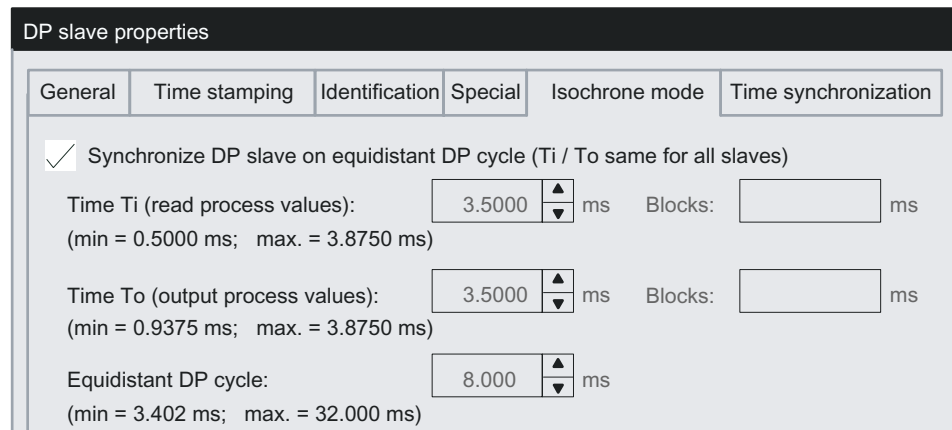 DP slave properties
General Time stamping Identification Special Isochrone mode Time synchronization
Synchronize DP slave on equidistant DP cycle (Ti / To same for all slaves)
Time Ti (read process values): 3.5000 ms Blocks: ms
(min = 0.5000 ms; max. = 3.8750 ms)
Time To (output process values): 3.5000 ms Blocks: ms
(min = 0.9375 ms; max. = 3.8750 ms)
Equidistant DP cycle: 8.000 ms
(min = 3.402 ms; max. = 32.000 ms)